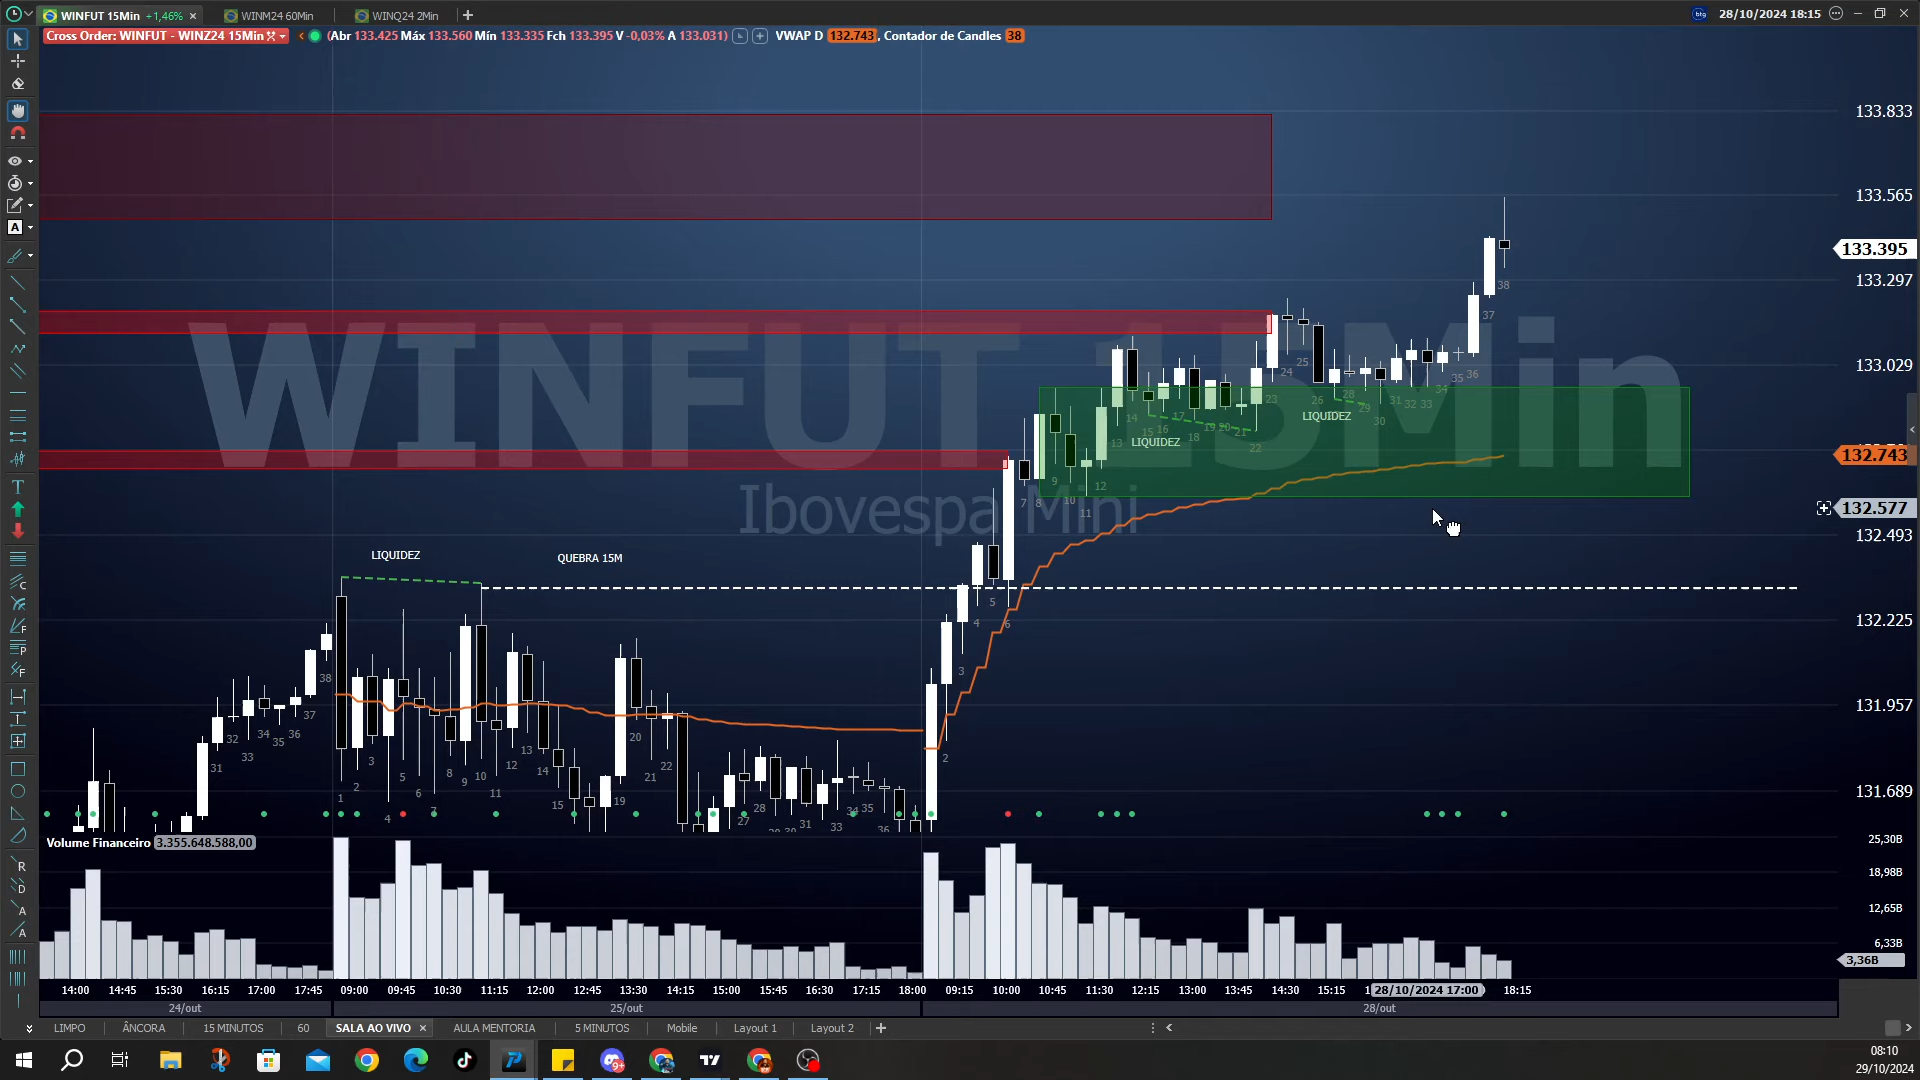 WINFUT 15Min +1,46% ×
WINM24 60Min
WINQ24 2Min
+
btg
28/10/2024 18:15
Cross Order: WINFUT - WINZ24 15Min
(Abr 133.425 Máx 133.560 Mín 133.335 Fch 133.395 V -0,03% A 133.031)
VWAP D 132.743, Contador de Candles 38
133.833
133.565
133.395
133.297
133.029
132.743
132.577
132.493
132.225
131.957
131.689
WINFUT 15Min
Ibovespa Mini
LIQUIDEZ
QUEBRA 15M
LIQUIDEZ
LIQUIDEZ
Volume Financeiro 3.355.648.588,00
25,30B
18,98B
12,65B
6,33B
3,36B
14:00 14:45 15:30 16:15 17:00 17:45 09:00 09:45 10:30 11:15 12:00 12:45 13:30 14:15 15:00 15:45 16:30 17:15 18:00 09:15 10:00 10:45 11:30 12:15 13:00 13:45 14:30 15:15 28/10/2024 17:00 18:15
24/out 25/out 28/out
LIMPO ÂNCORA 15 MINUTOS 60 SALA AO VIVO × AULA MENTORIA 5 MINUTOS Mobile Layout 1 Layout 2 +
08:10
29/10/2024